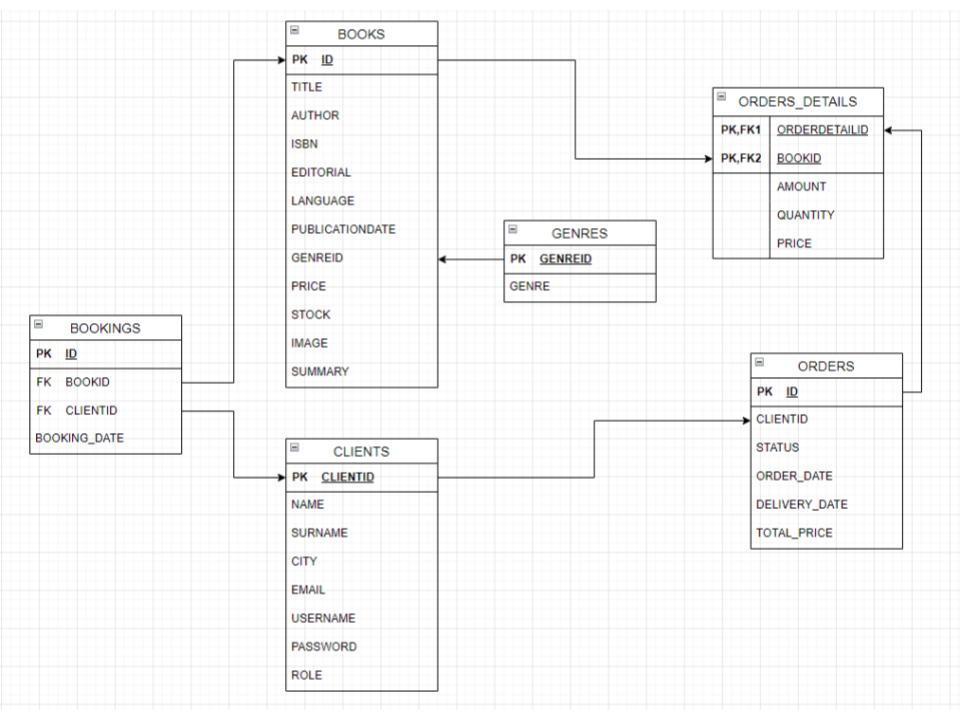 BOOKS
PK ID
TITLE
AUTHOR
ISBN
EDITORIAL
LANGUAGE
PUBLICATIONDATE
GENREID
PRICE
STOCK
IMAGE
SUMMARY
ORDERS_DETAILS
PK,FK1 ORDERDETAILID
PK,FK2 BOOKID
AMOUNT
QUANTITY
PRICE
GENRES
PK GENREID
GENRE
BOOKINGS
PK ID
FK BOOKID
FK CLIENTID
BOOKING_DATE
ORDERS
PK ID
CLIENTID
STATUS
ORDER_DATE
DELIVERY_DATE
TOTAL_PRICE
CLIENTS
PK CLIENTID
NAME
SURNAME
CITY
EMAIL
USERNAME
PASSWORD
ROLE